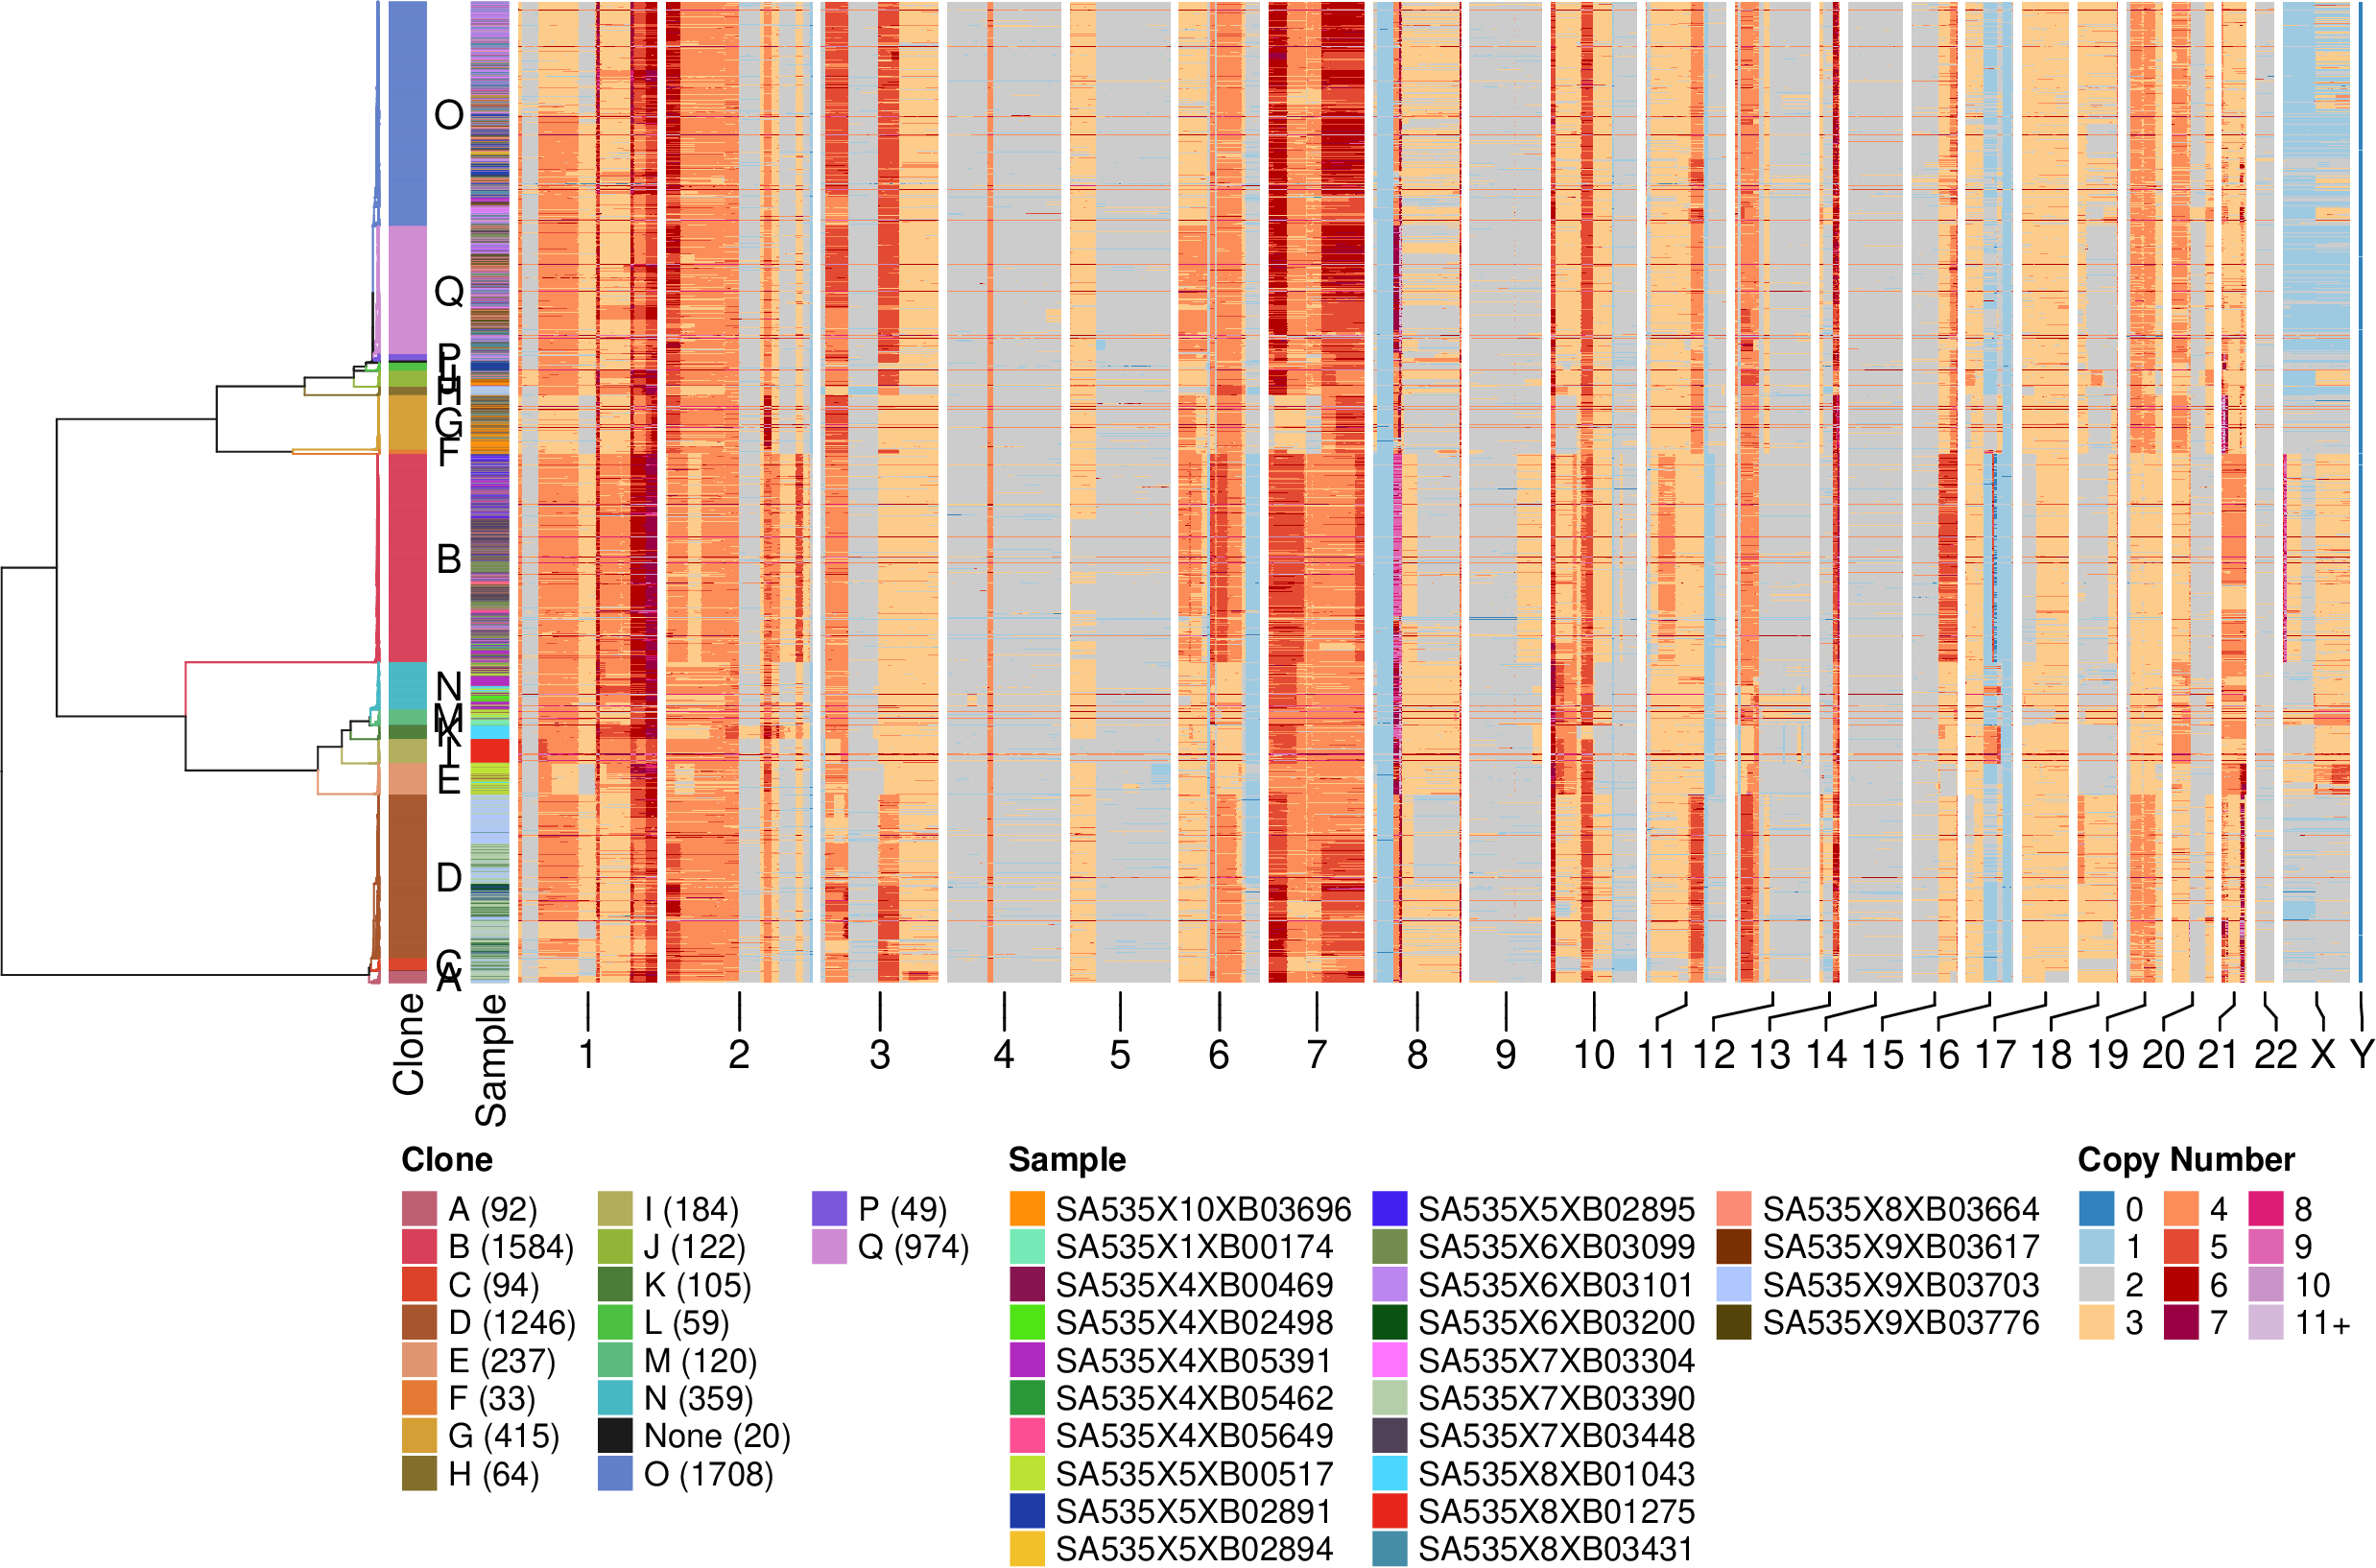 O
Q
P
L
J
H
G
F
B
N
M
K
I
E
D
C
A
Clone
Sample
1 2 3 4 5 6 7 8 9 10 11 12 13 14 15 16 17 18 19 20 21 22 X Y
Clone
A (92)
B (1584)
C (94)
D (1246)
E (237)
F (33)
G (415)
H (64)
I (184)
J (122)
K (105)
L (59)
M (120)
N (359)
None (20)
O (1708)
P (49)
Q (974)
Sample
SA535X10XB03696
SA535X1XB00174
SA535X4XB00469
SA535X4XB02498
SA535X4XB05391
SA535X4XB05462
SA535X4XB05649
SA535X5XB00517
SA535X5XB02891
SA535X5XB02894
SA535X5XB02895
SA535X6XB03099
SA535X6XB03101
SA535X6XB03200
SA535X7XB03304
SA535X7XB03390
SA535X7XB03448
SA535X8XB01043
SA535X8XB01275
SA535X8XB03431
SA535X8XB03664
SA535X9XB03617
SA535X9XB03703
SA535X9XB03776
Copy Number
0
1
2
3
4
5
6
7
8
9
10
11+